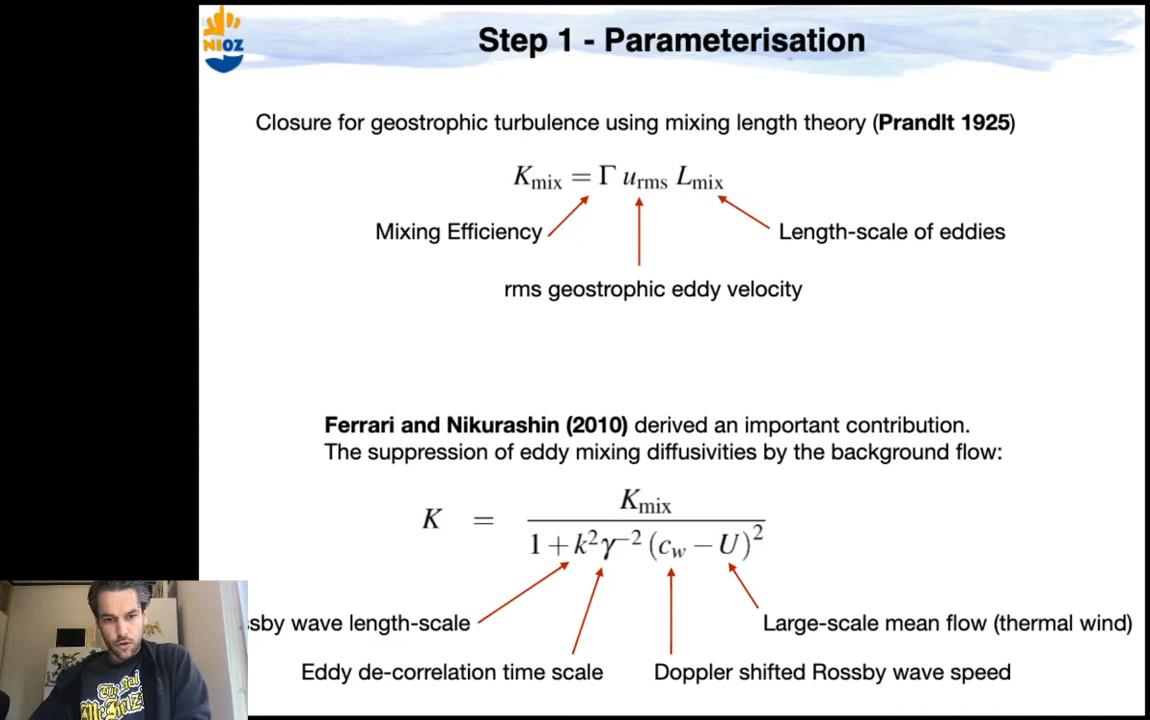 NIOZ
Step 1 - Parameterisation
Closure for geostrophic turbulence using mixing length theory (Prandlt 1925)
K_mix = Γ u_rms L_mix
Mixing Efficiency
Length-scale of eddies
rms geostrophic eddy velocity
Ferrari and Nikurashin (2010) derived an important contribution.
The suppression of eddy mixing diffusivities by the background flow:
K = K_mix / 1 + k²γ⁻² (c_w − U)²
ssby wave length-scale
Large-scale mean flow (thermal wind)
Eddy de-correlation time scale
Doppler shifted Rossby wave speed
The Red